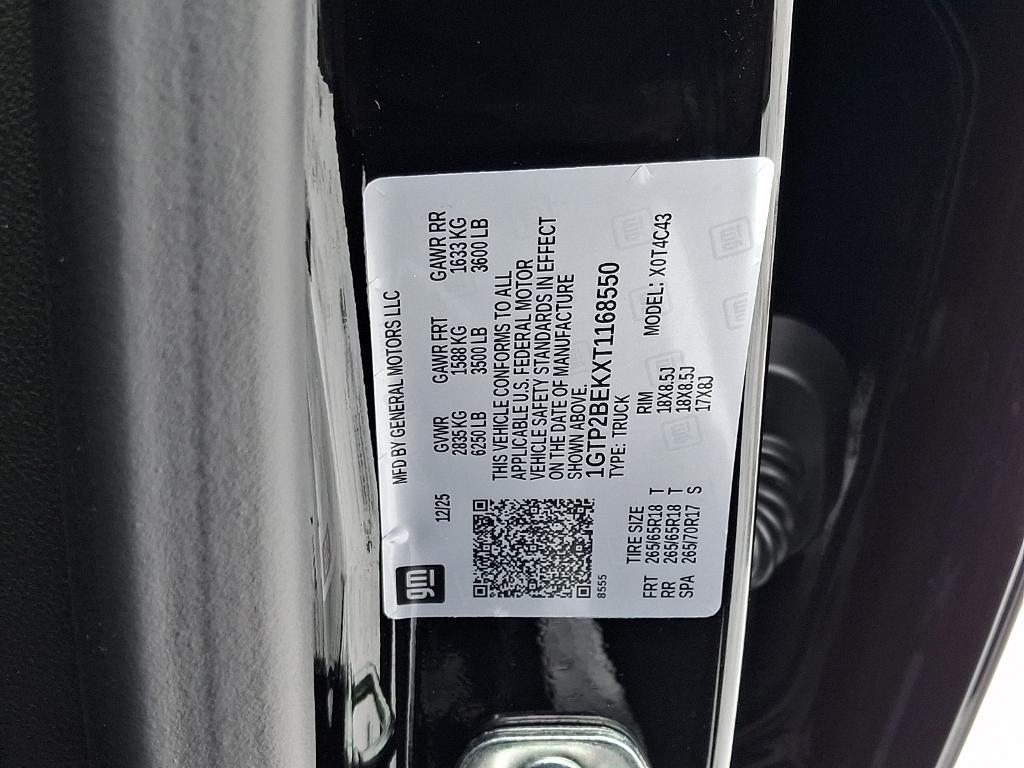 MFD BY GENERAL MOTORS LLC
gm
12/25 GVWR GAWR FRT GAWR RR
2835 KG 1588 KG 1633 KG
6250 LB 3500 LB 3600 LB
THIS VEHICLE CONFORMS TO ALL
APPLICABLE U.S. FEDERAL MOTOR
VEHICLE SAFETY STANDARDS IN EFFECT
ON THE DATE OF MANUFACTURE
SHOWN ABOVE.
8555
1GTP2BEKXT1168550
TYPE: TRUCK
TIRE SIZE RIM MODEL: X0T4C43
FRT 265/65R18 T 18X8.5J
RR 265/65R18 T 18X8.5J
SPA 265/70R17 S 17X8J